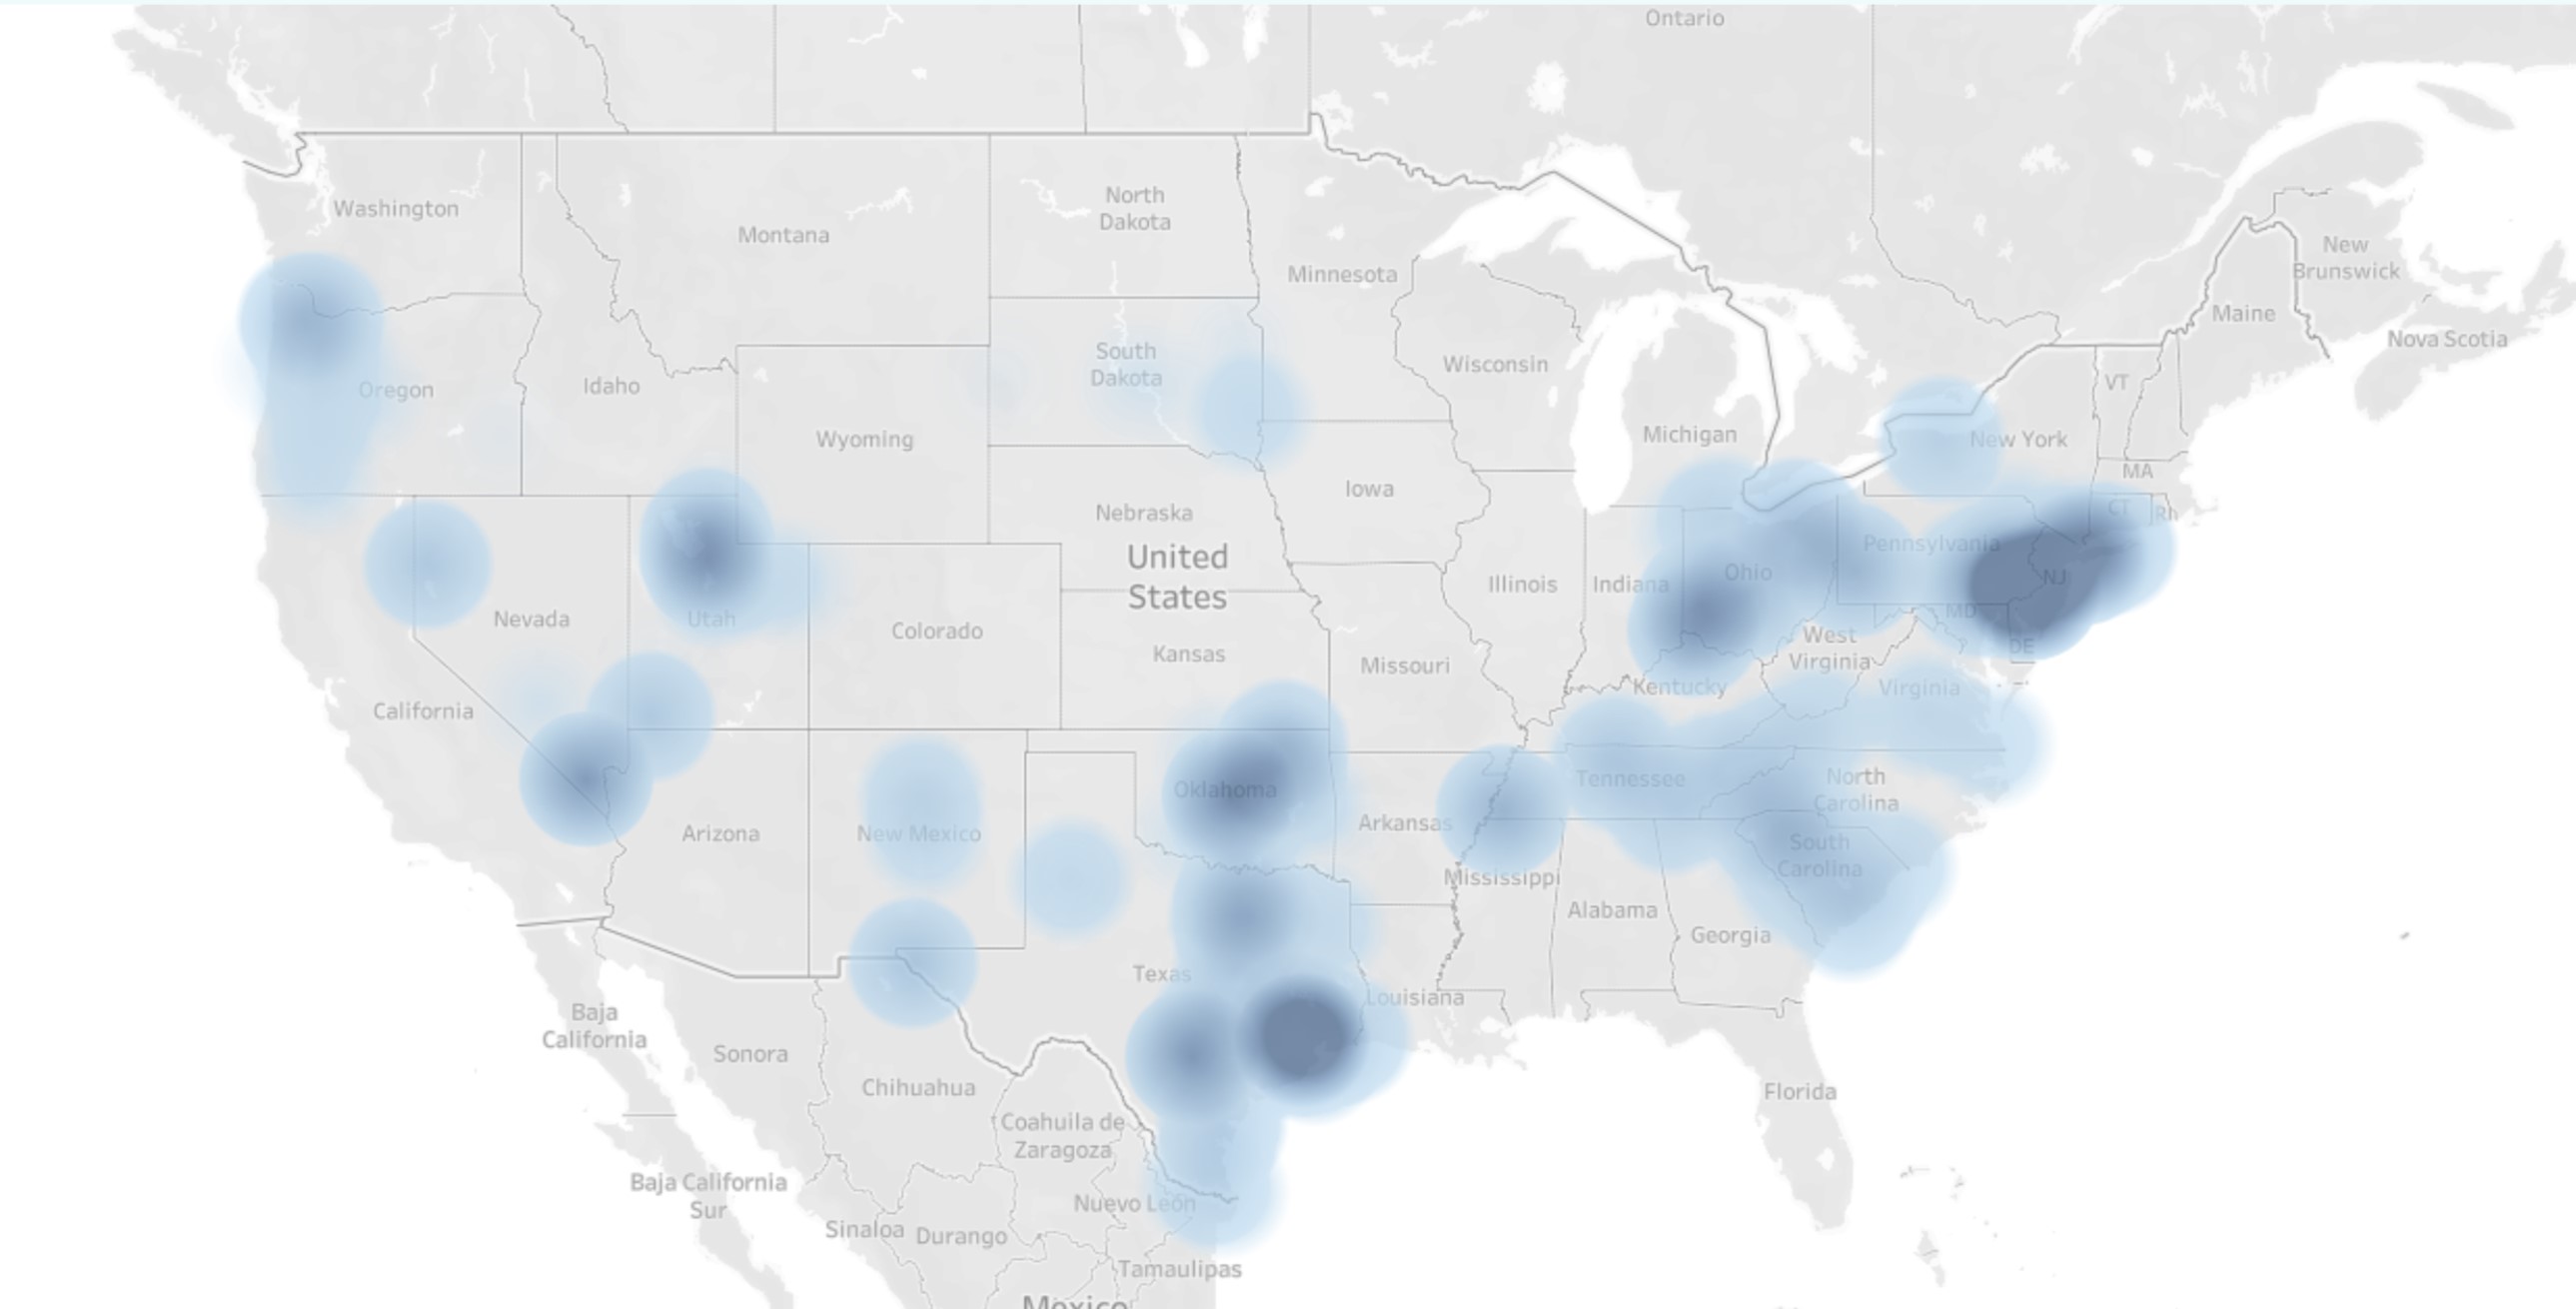 Ontario
Washington
North
Dakota
Montana
Minnesota
New
Brunswick
Maine
Nova Scotia
South
Dakota
Wisconsin
Oregon
Idaho
VT
Wyoming
Michigan
New York
MA
Iowa
Nebraska
CT
RI
Pennsylvania
United
States
Ohio
NJ
Illinois
Indiana
MD
Nevada
Utah
Colorado
West
Virginia
DE
Kansas
Missouri
Kentucky
Virginia
California
Oklahoma
Tennessee
North
Carolina
Arizona
New Mexico
Arkansas
South
Carolina
Mississippi
Alabama
Georgia
Texas
Louisiana
Baja
California
Sonora
Chihuahua
Florida
Coahuila de
Zaragoza
Baja California
Sur
Nuevo León
Sinaloa
Durango
Tamaulipas
Mexico